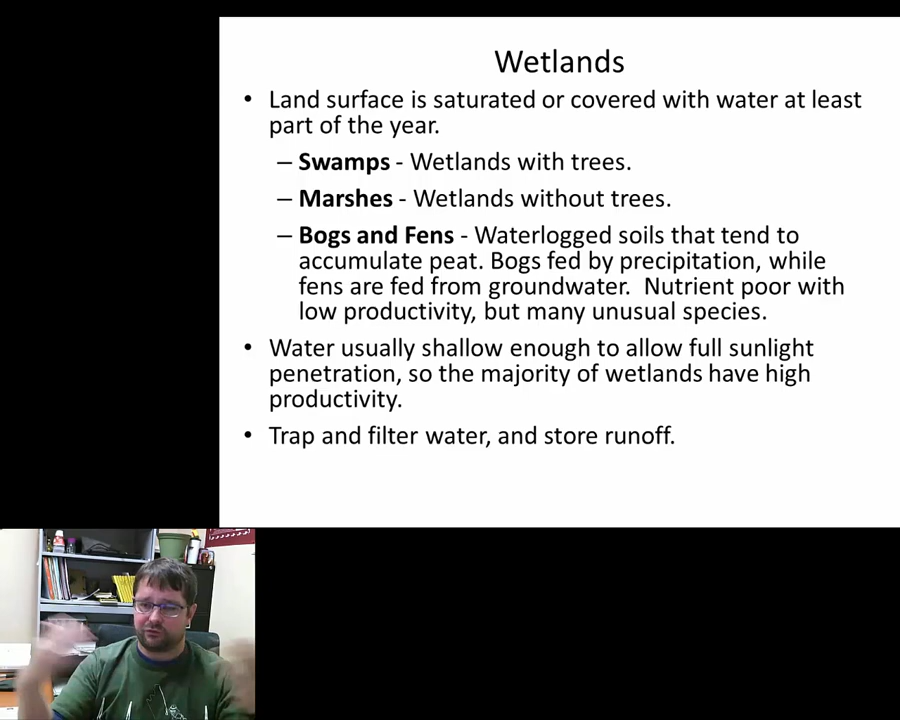 Wetlands
• Land surface is saturated or covered with water at least
part of the year.
– Swamps - Wetlands with trees.
– Marshes - Wetlands without trees.
– Bogs and Fens - Waterlogged soils that tend to
accumulate peat. Bogs fed by precipitation, while
fens are fed from groundwater.  Nutrient poor with
low productivity, but many unusual species.
• Water usually shallow enough to allow full sunlight
penetration, so the majority of wetlands have high
productivity.
• Trap and filter water, and store runoff.